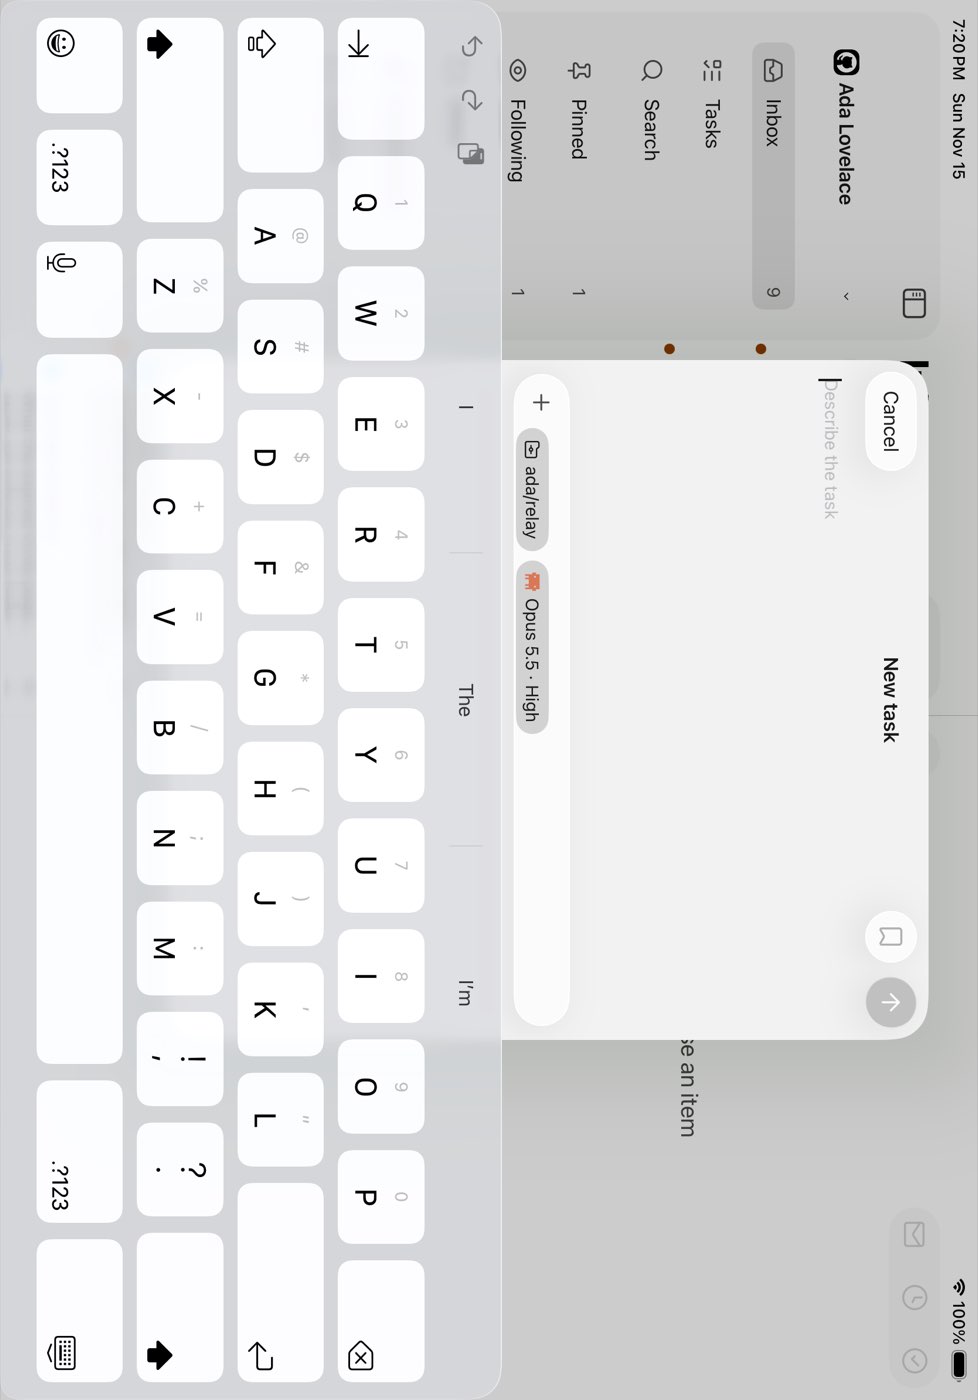 7:20 PM Sun Nov 15
100%
Cancel
New task
Ada Lovelace
Describe the task
Inbox 9
Tasks
se an item
Search
Pinned 1
ada/relay
Opus 5.5 · High
Following 1
I
The
I’m
1 2 3 4 5 6 7 8 9 0
Q W E R T Y U I O P
@ # $ & * ( ) ' "
A S D F G H J K L
% - + = / ; : ! ?
Z X C V B N M , .
.?123
.?123